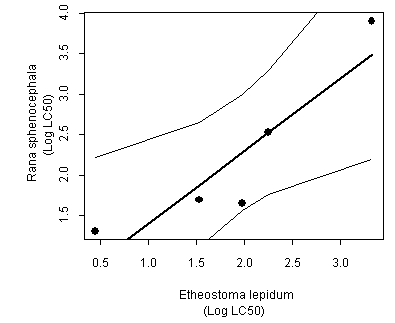 4.0
3.5
3.0
2.5
2.0
1.5
Rana sphenocephala
(Log LC50)
0.5 1.0 1.5 2.0 2.5 3.0
Etheostoma lepidum
(Log LC50)